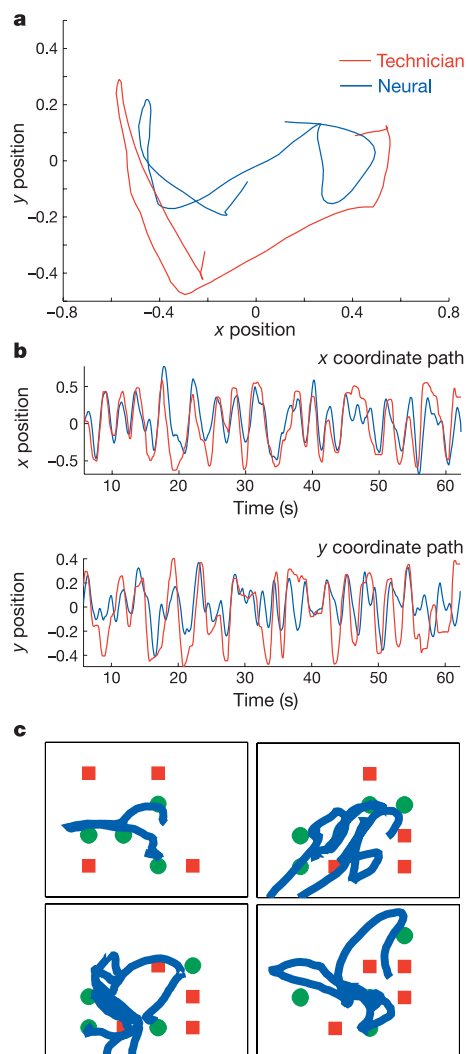 a
0.5
0.4
Technician
Neural
0.2
0
−0.2
−0.4
y position
−0.8
−0.4
0
0.4
0.8
x position
b
x coordinate path
0.5
0
−0.5
x position
10
20
30
40
50
60
Time (s)
y coordinate path
0.4
0.2
0
−0.2
−0.4
y position
10
20
30
40
50
60
Time (s)
c